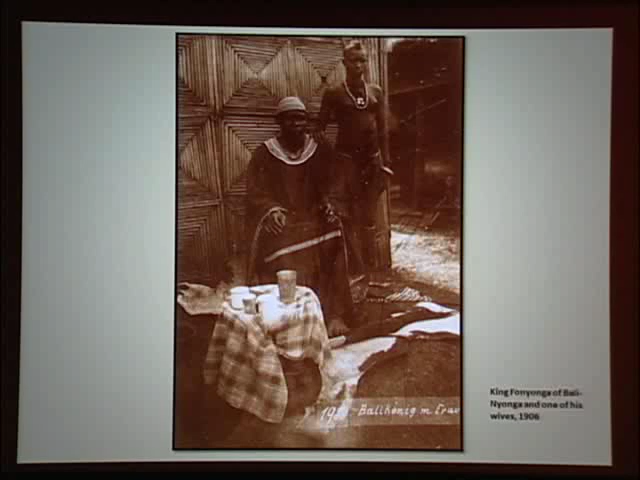 Balikönig m. Frau
King Fonyonga of Bali-
Nyonga and one of his
wives, 1906